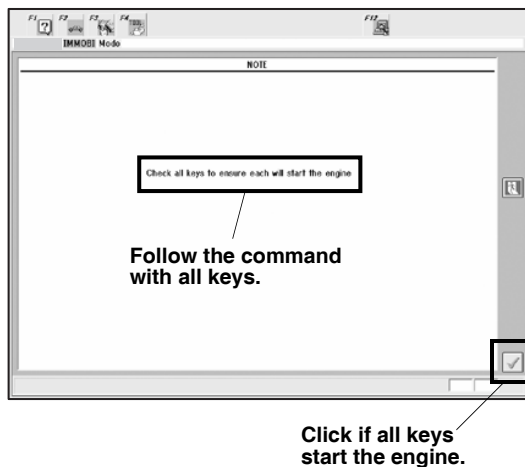 F1 F2 F3 F4 F12
IMMOBI Mode
NOTE
Check all keys to ensure each will start the engine
Follow the command
with all keys.
Click if all keys
start the engine.